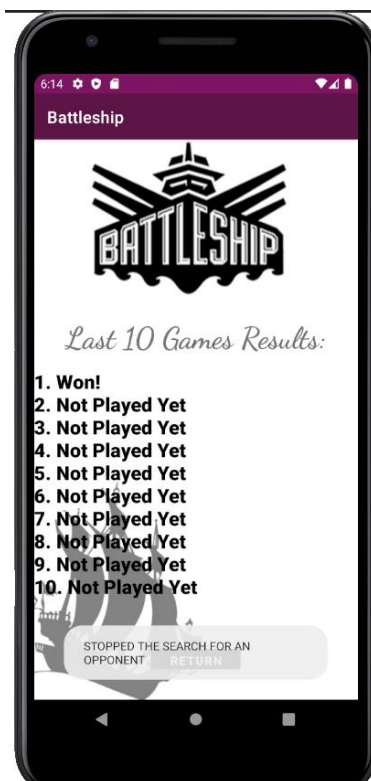 6:14
Battleship
BATTLESHIP
Last 10 Games Results:
1. Won!
2. Not Played Yet
3. Not Played Yet
4. Not Played Yet
5. Not Played Yet
6. Not Played Yet
7. Not Played Yet
8. Not Played Yet
9. Not Played Yet
10. Not Played Yet
STOPPED THE SEARCH FOR AN
OPPONENT
RETURN